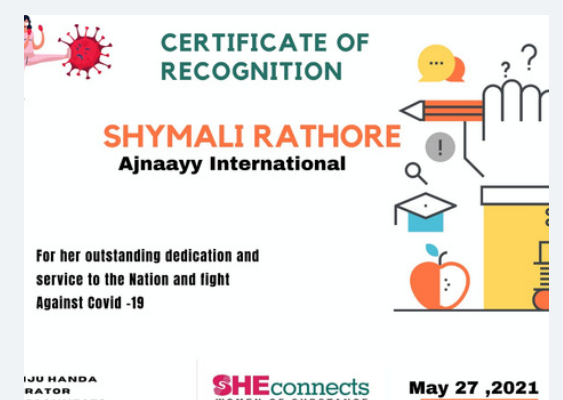 CERTIFICATE OF
RECOGNITION
SHYMALI RATHORE
Ajnaayy International
For her outstanding dedication and
service to the Nation and fight
Against Covid -19
HANDA
SHEconnects
May 27 ,2021